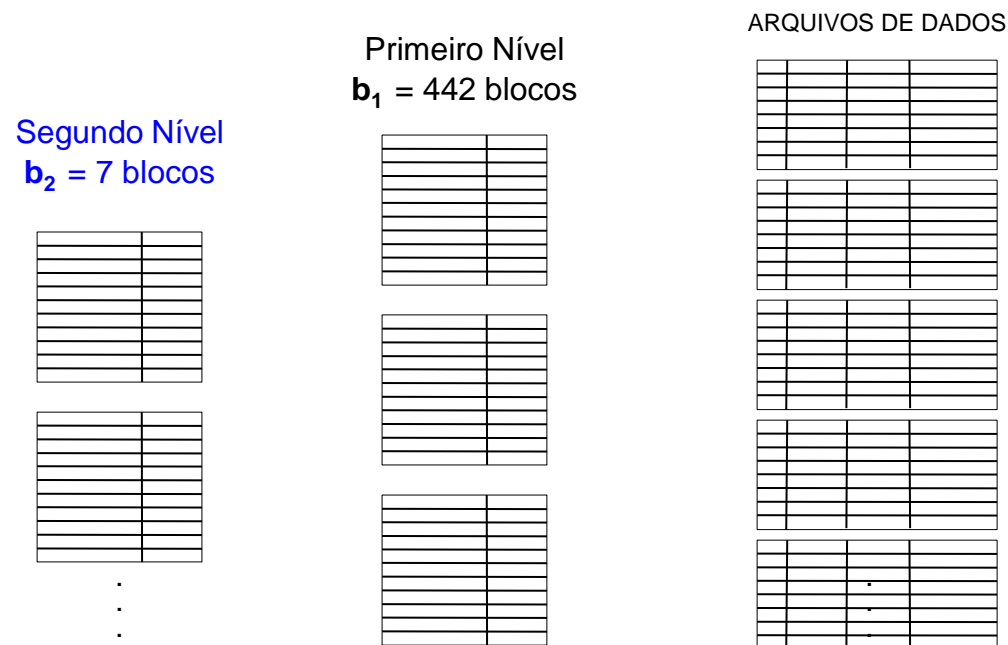 ARQUIVOS DE DADOS
Primeiro Nível
b₁ = 442 blocos
Segundo Nível
b₂ = 7 blocos